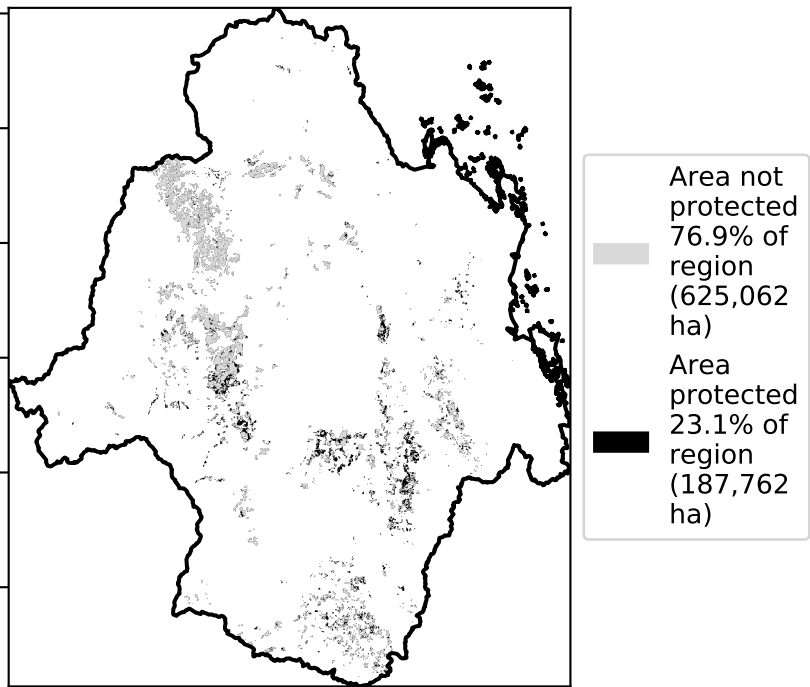 Area not
protected
76.9% of
region
(625,062
ha)
Area
protected
23.1% of
region
(187,762
ha)